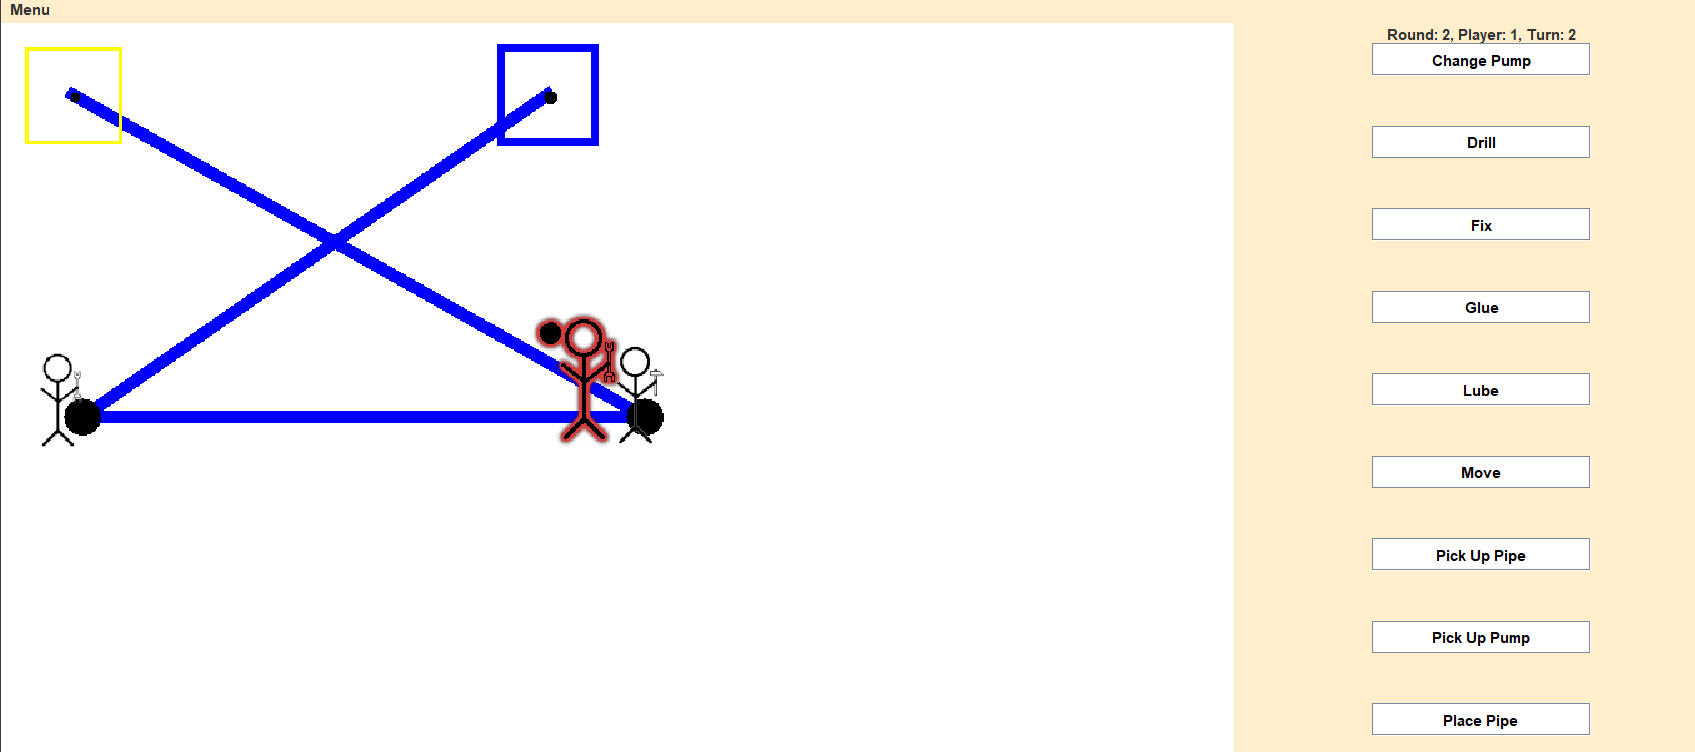 Menu
Round: 2, Player: 1, Turn: 2
Change Pump
Drill
Fix
Glue
Lube
Move
Pick Up Pipe
Pick Up Pump
Place Pipe